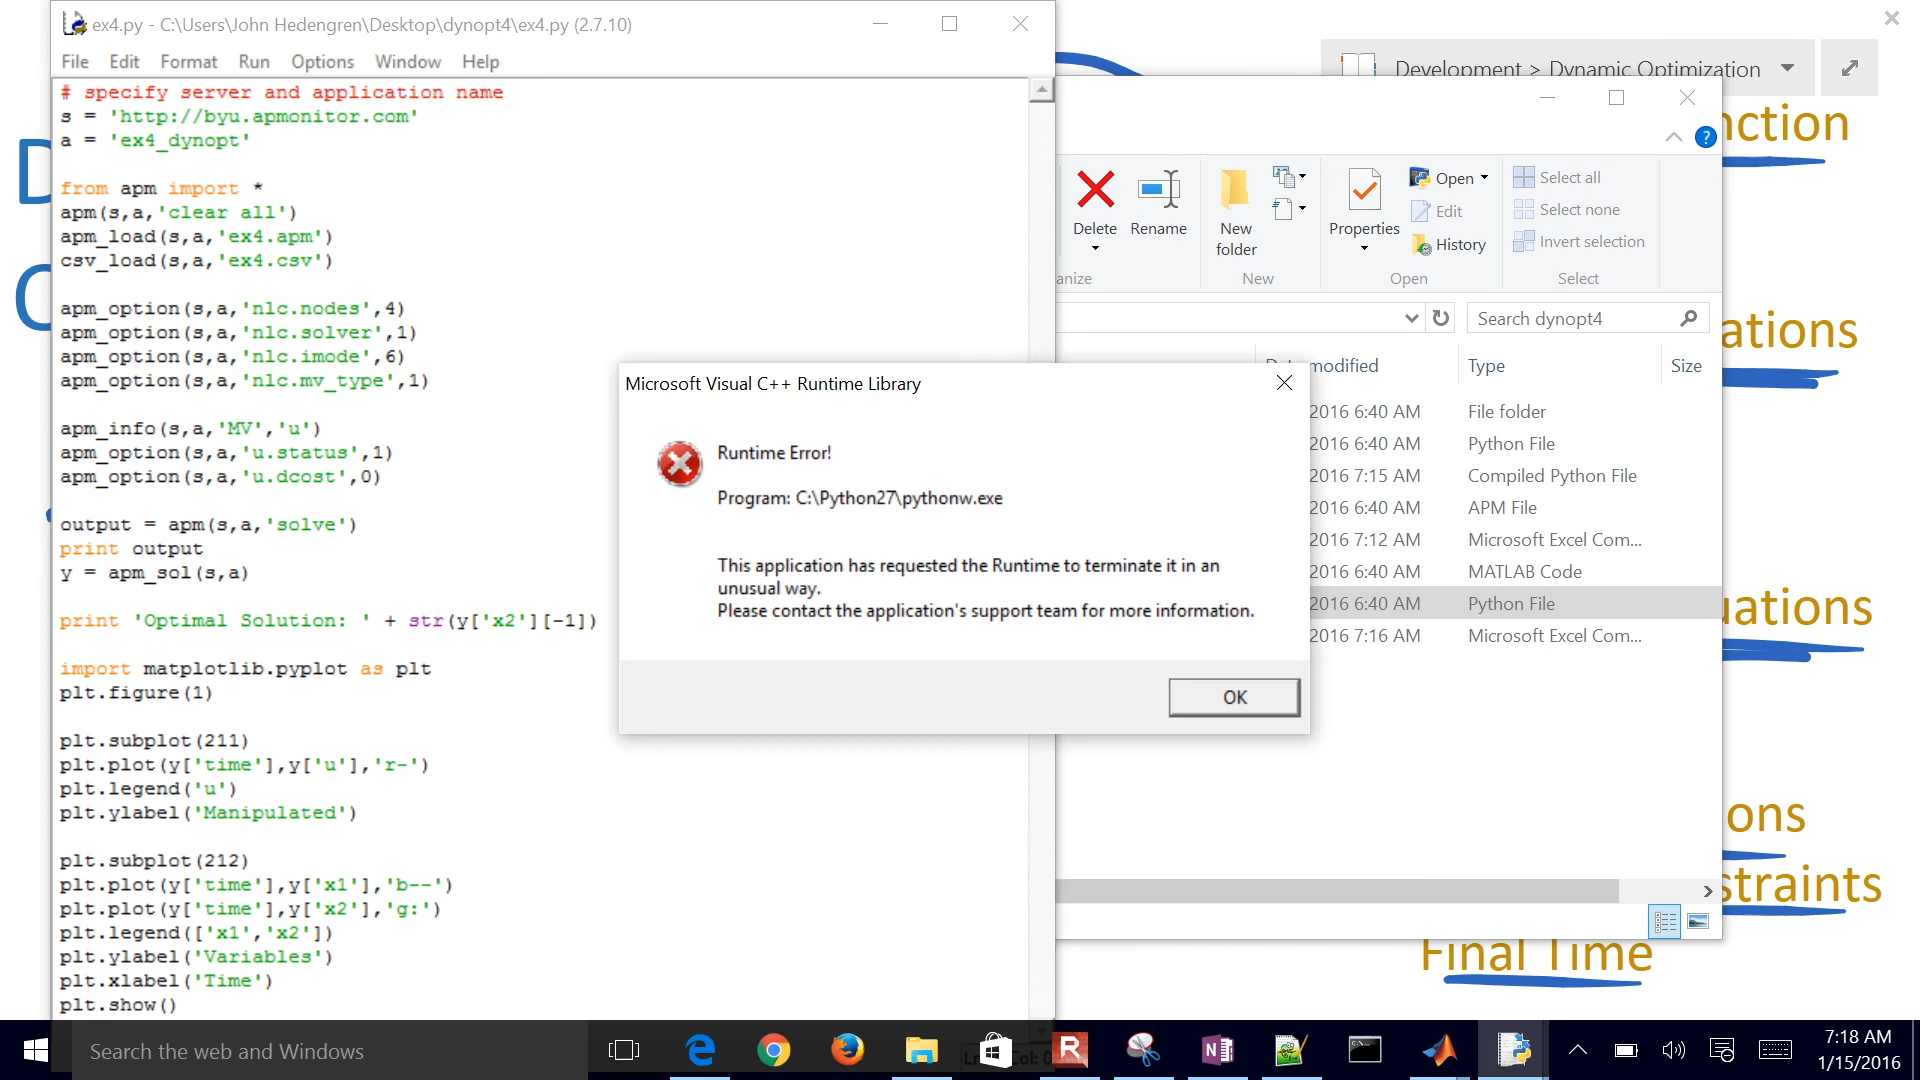 ex4.py - C:\Users\John Hedengren\Desktop\dynopt4\ex4.py (2.7.10)
File Edit Format Run Options Window Help
# specify server and application name
s = 'http://byu.apmonitor.com'
a = 'ex4_dynopt'
from apm import *
apm(s,a,'clear all')
apm_load(s,a,'ex4.apm')
csv_load(s,a,'ex4.csv')
apm_option(s,a,'nlc.nodes',4)
apm_option(s,a,'nlc.solver',1)
apm_option(s,a,'nlc.imode',6)
apm_option(s,a,'nlc.mv_type',1)
apm_info(s,a,'MV','u')
apm_option(s,a,'u.status',1)
apm_option(s,a,'u.dcost',0)
output = apm(s,a,'solve')
print output
y = apm_sol(s,a)
print 'Optimal Solution: ' + str(y['x2'][-1])
import matplotlib.pyplot as plt
plt.figure(1)
plt.subplot(211)
plt.plot(y['time'],y['u'],'r-')
plt.legend('u')
plt.ylabel('Manipulated')
plt.subplot(212)
plt.plot(y['time'],y['x1'],'b--')
plt.plot(y['time'],y['x2'],'g:')
plt.legend(['x1','x2'])
plt.ylabel('Variables')
plt.xlabel('Time')
plt.show()
Microsoft Visual C++ Runtime Library
Runtime Error!
Program: C:\Python27\pythonw.exe
This application has requested the Runtime to terminate it in an
unusual way.
Please contact the application's support team for more information.
OK
Development > Dynamic Optimization
Delete Rename
New folder
Properties
Open
Edit
History
Select all
Select none
Invert selection
anize New Open Select
Search dynopt4
modified Type Size
2016 6:40 AM File folder
2016 6:40 AM Python File
2016 7:15 AM Compiled Python File
2016 6:40 AM APM File
2016 7:12 AM Microsoft Excel Com...
2016 6:40 AM MATLAB Code
2016 6:40 AM Python File
2016 7:16 AM Microsoft Excel Com...
nction
ations
uations
ons
straints
Final Time
Search the web and Windows
7:18 AM
1/15/2016